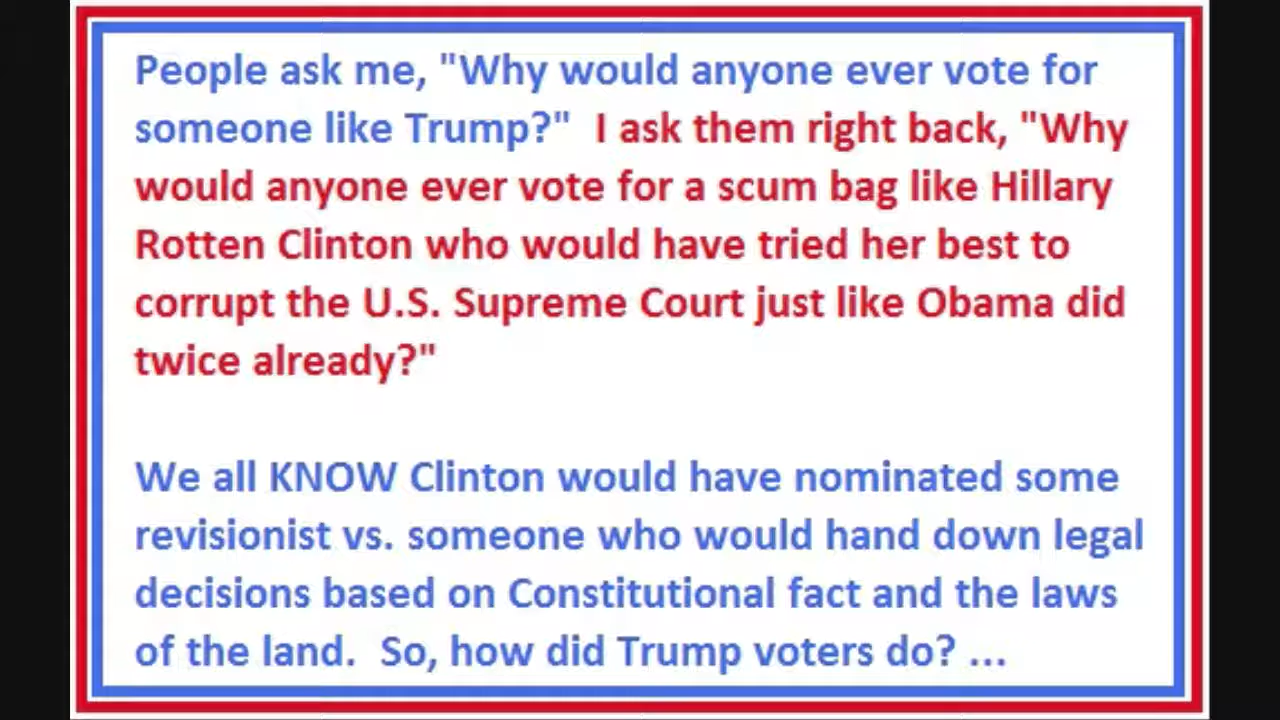 People ask me, "Why would anyone ever vote for
someone like Trump?"  I ask them right back, "Why
would anyone ever vote for a scum bag like Hillary
Rotten Clinton who would have tried her best to
corrupt the U.S. Supreme Court just like Obama did
twice already?"
We all KNOW Clinton would have nominated some
revisionist vs. someone who would hand down legal
decisions based on Constitutional fact and the laws
of the land.  So, how did Trump voters do? ...